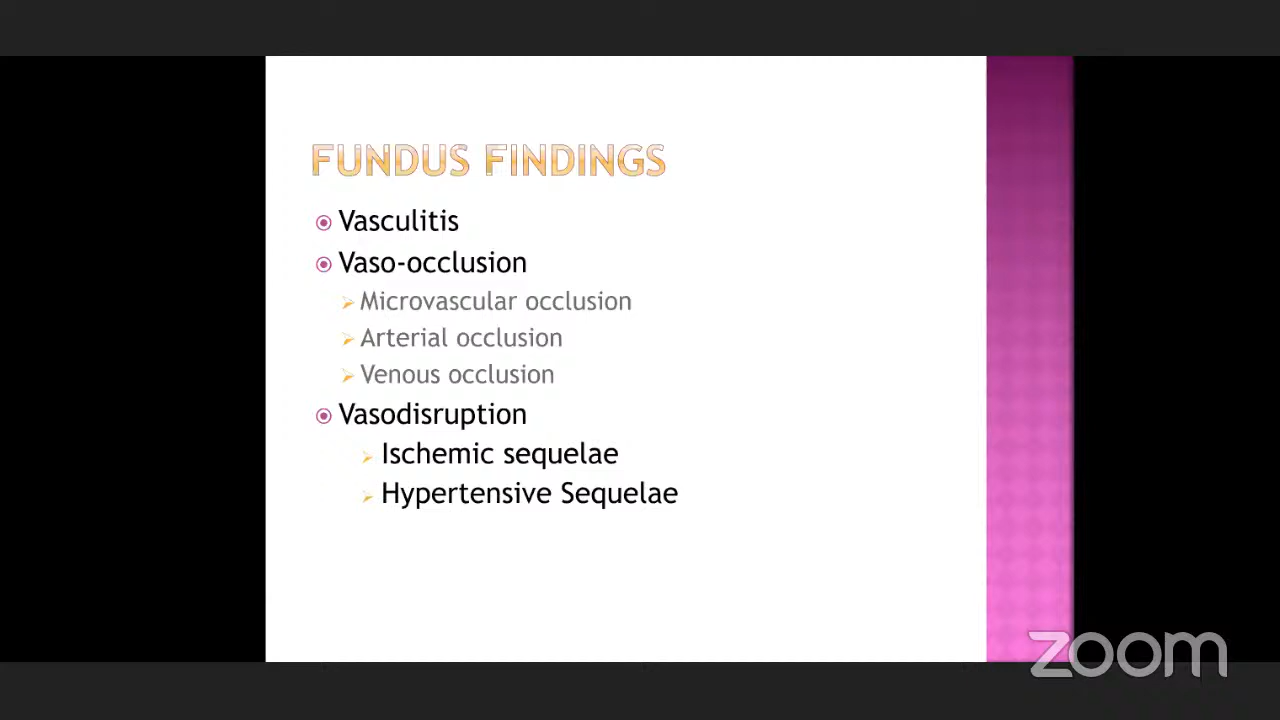 FUNDUS FINDINGS
Vasculitis
Vaso-occlusion
Microvascular occlusion
Arterial occlusion
Venous occlusion
Vasodisruption
Ischemic sequelae
Hypertensive Sequelae
zoom